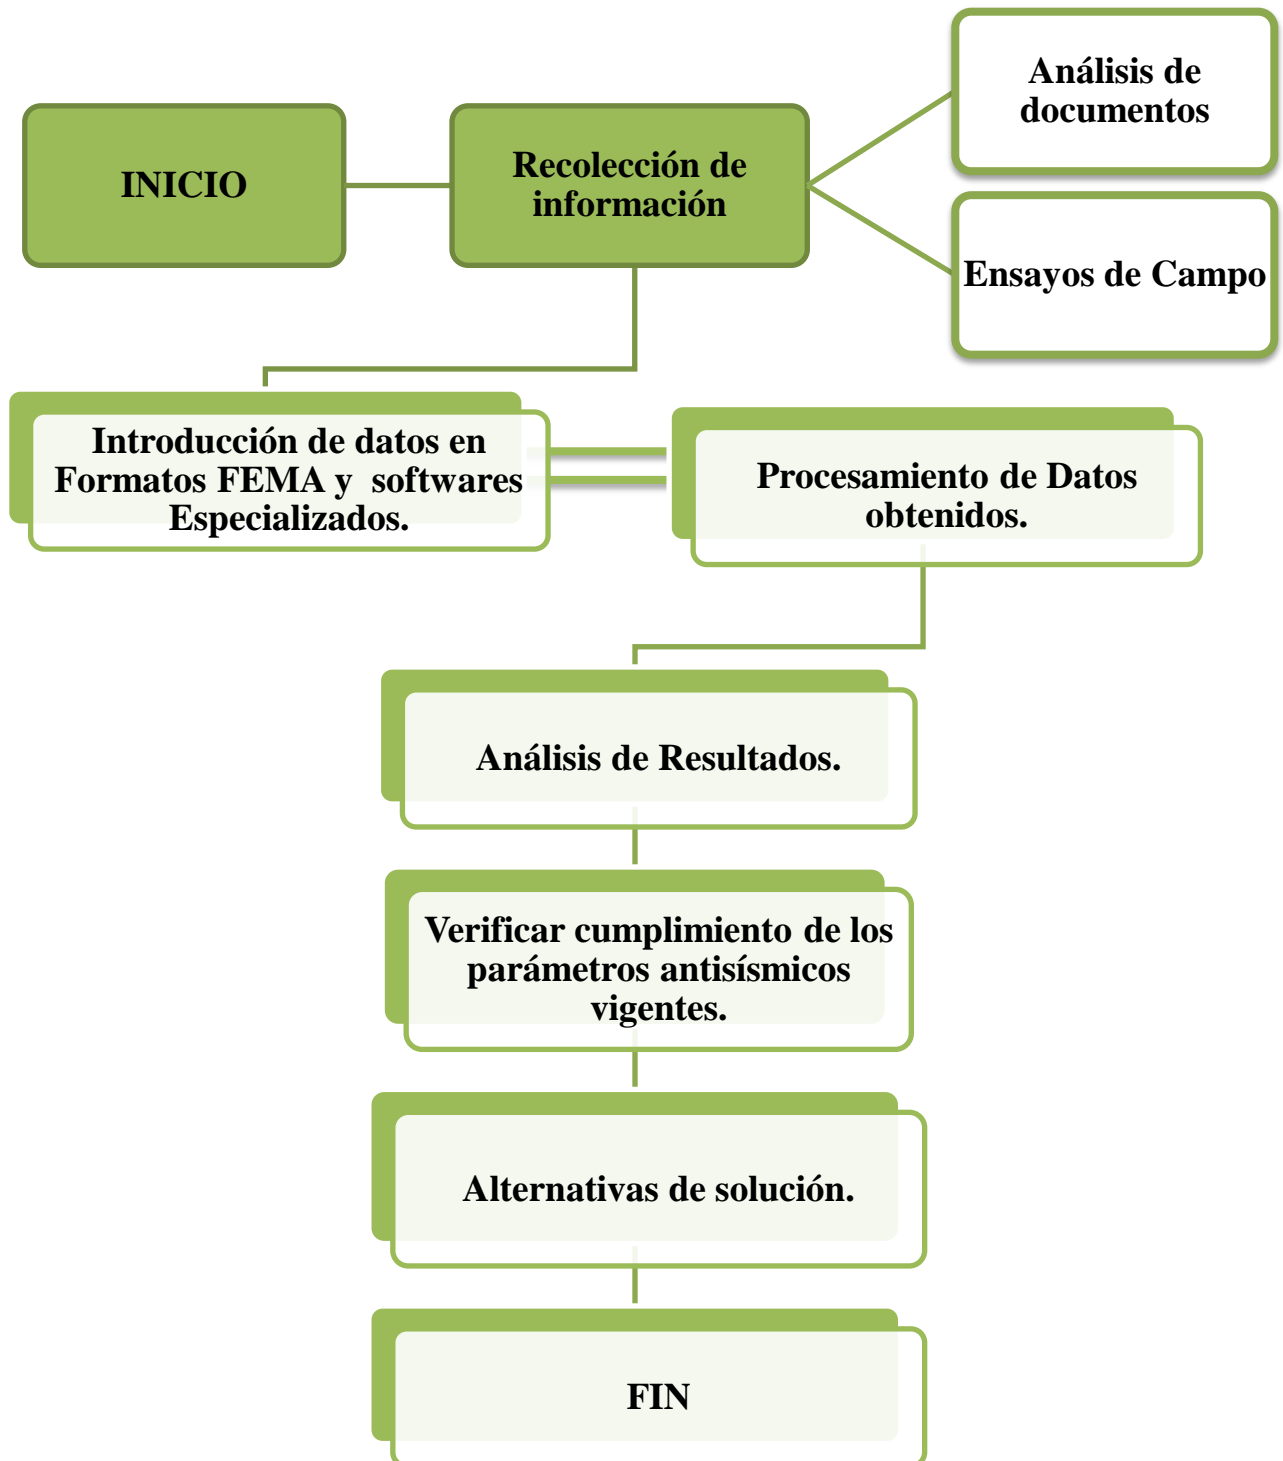 INICIO
Recolección de
información
Análisis de
documentos
Ensayos de Campo
Introducción de datos en
Formatos FEMA y softwares
Especializados.
Procesamiento de Datos
obtenidos.
Análisis de Resultados.
Verificar cumplimiento de los
parámetros antisísmicos
vigentes.
Alternativas de solución.
FIN